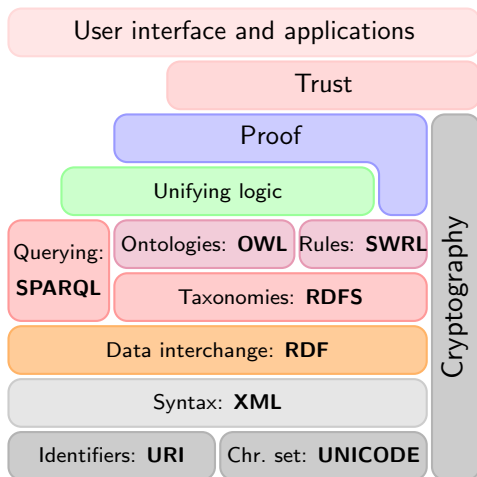 User interface and applications
Trust
Proof
Unifying logic
Querying:
SPARQL
Ontologies: OWL
Rules: SWRL
Taxonomies: RDFS
Data interchange: RDF
Syntax: XML
Identifiers: URI
Chr. set: UNICODE
Cryptography